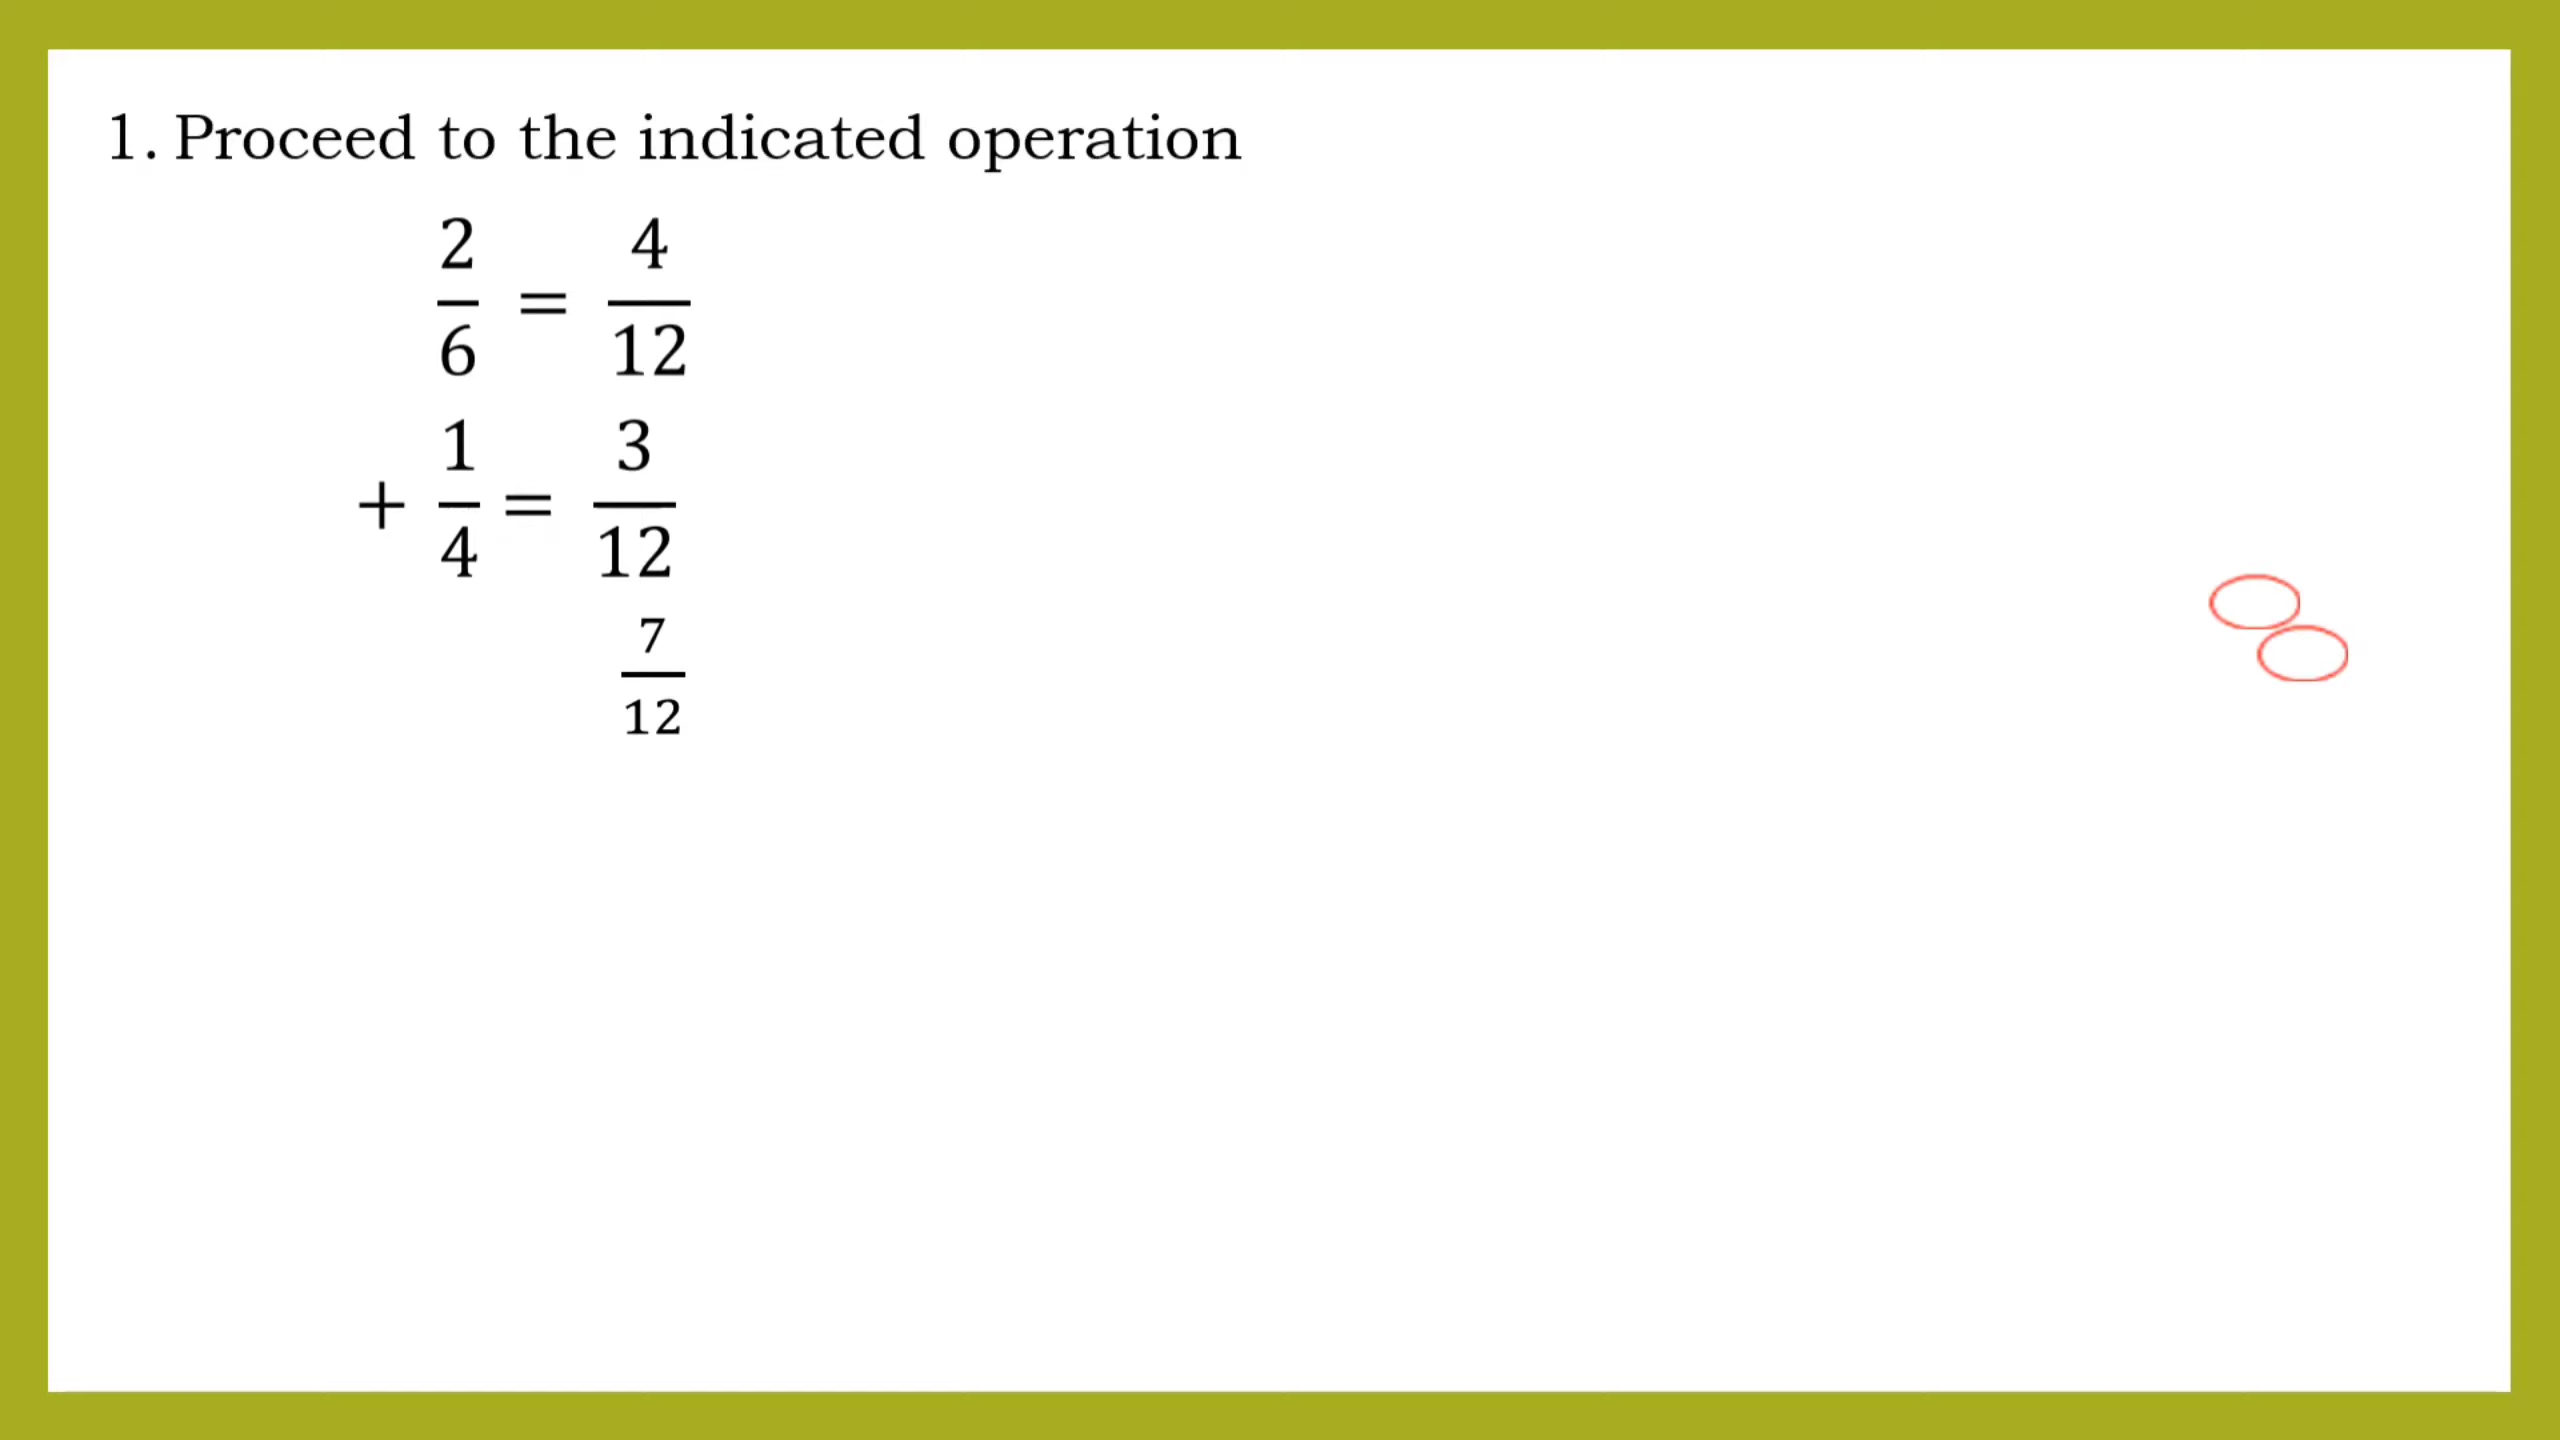 1. Proceed to the indicated operation
2/6 = 4/12
+ 1/4 = 3/12
7/12